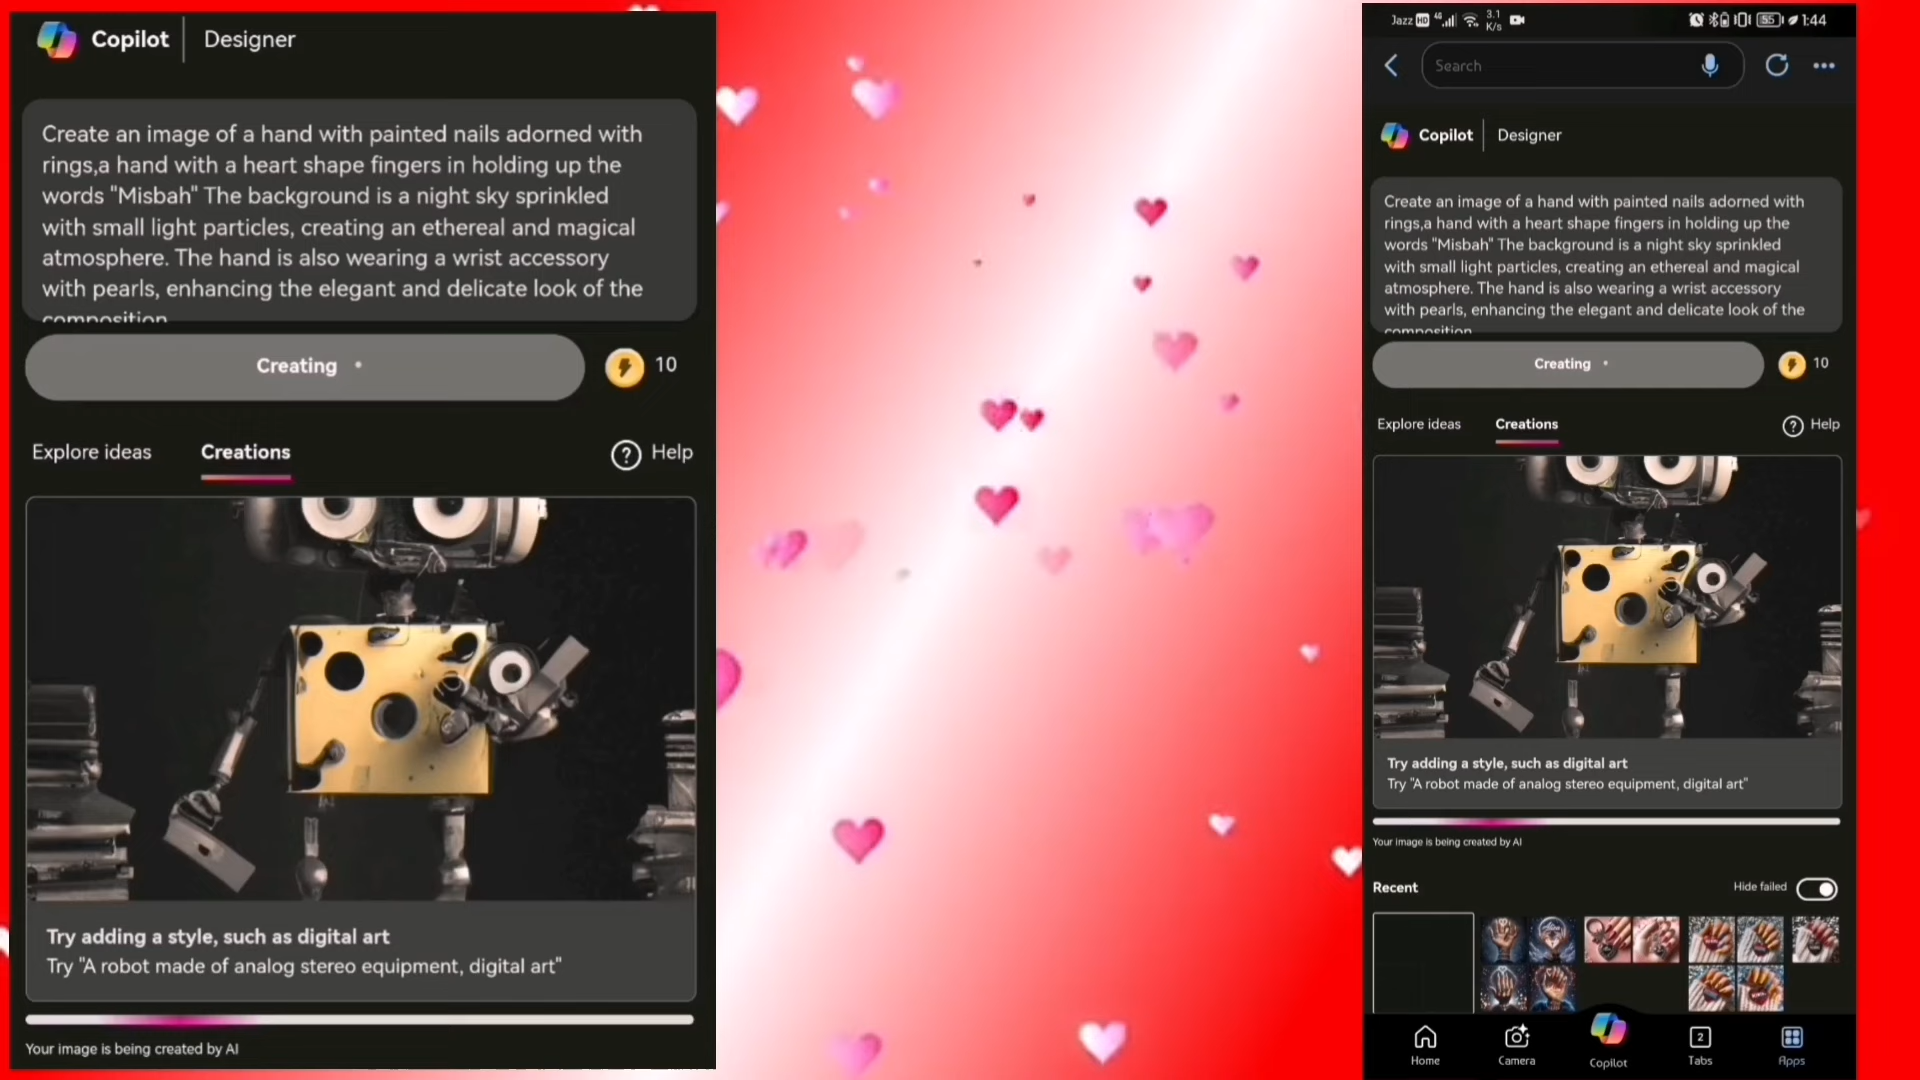 Copilot
Designer
Create an image of a hand with painted nails adorned with
rings,a hand with a heart shape fingers in holding up the
words "Misbah" The background is a night sky sprinkled
with small light particles, creating an ethereal and magical
atmosphere. The hand is also wearing a wrist accessory
with pearls, enhancing the elegant and delicate look of the
composition
Creating
10
Explore ideas
Creations
Help
Try adding a style, such as digital art
Try "A robot made of analog stereo equipment, digital art"
Your image is being created by AI
Jazz HD 4G 3.1 K/s
55 1:44
Search
Copilot
Designer
Create an image of a hand with painted nails adorned with
rings,a hand with a heart shape fingers in holding up the
words "Misbah" The background is a night sky sprinkled
with small light particles, creating an ethereal and magical
atmosphere. The hand is also wearing a wrist accessory
with pearls, enhancing the elegant and delicate look of the
composition
Creating
10
Explore ideas
Creations
Help
Try adding a style, such as digital art
Try "A robot made of analog stereo equipment, digital art"
Your image is being created by AI
Recent
Hide failed
2
Home
Camera
Copilot
Tabs
Apps